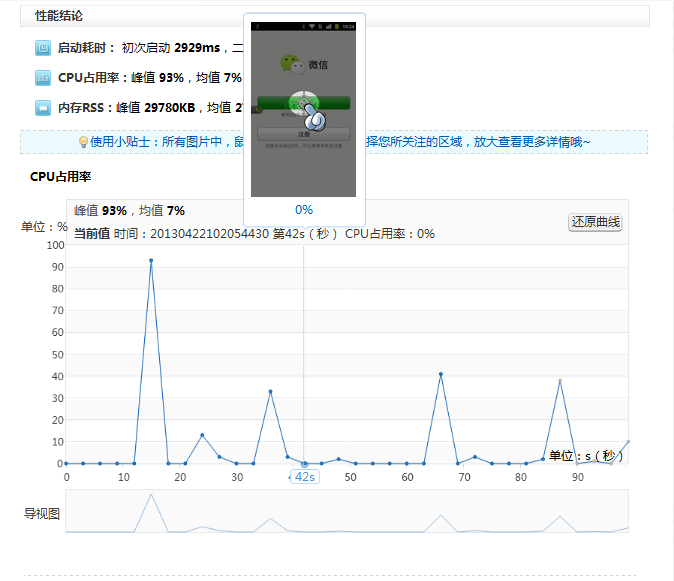 性能结论
启动耗时： 初次启动 2929ms，二
CPU占用率：峰值 93%，均值 7%
内存RSS：峰值 29780KB，均值 2
微信
注册
0%
使用小贴士：所有图片中，鼠
择您所关注的区域，放大查看更多详情哦~
CPU占用率
峰值 93%，均值 7%
还原曲线
单位：%
当前值 时间：20130422102054430 第42s（秒） CPU占用率：0%
100
90
80
70
60
50
40
30
20
10
0
单位：s（秒）
0 10 20 30 42s 50 60 70 80 90
导视图